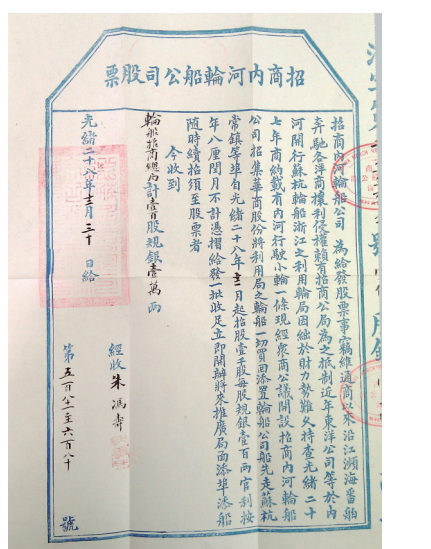 招商內河輪船公司股票
招商內河輪船公司 為給發股票事竊維通商以來沿江瀕海番舶
奔馳各洋商攘利侵權賴有招商公局為之抵制近年東洋公司等於內
河開行蘇杭輪船浙江之利用輪局因絀於財力勢難久持查光緒二十
七年商約載有內河行駛小輪一條現經衆商公議開設招商內河輪船
公司招集華商股份將利用局之輪船一切買回添置輪船公司船先走蘇杭
常鎮等埠自光緒二十八年 月起招股壹千股每股規銀壹百兩官利按
年八厘閏月不計憑摺給發一批收足立即開辦將來推廣局面添埠添船
隨時續招須至股票者
今收到
輪船招商總局計壹百股規銀壹萬兩
光緒二十八年 月三十日給
經收朱馮壽
第五百八一至六百八十號